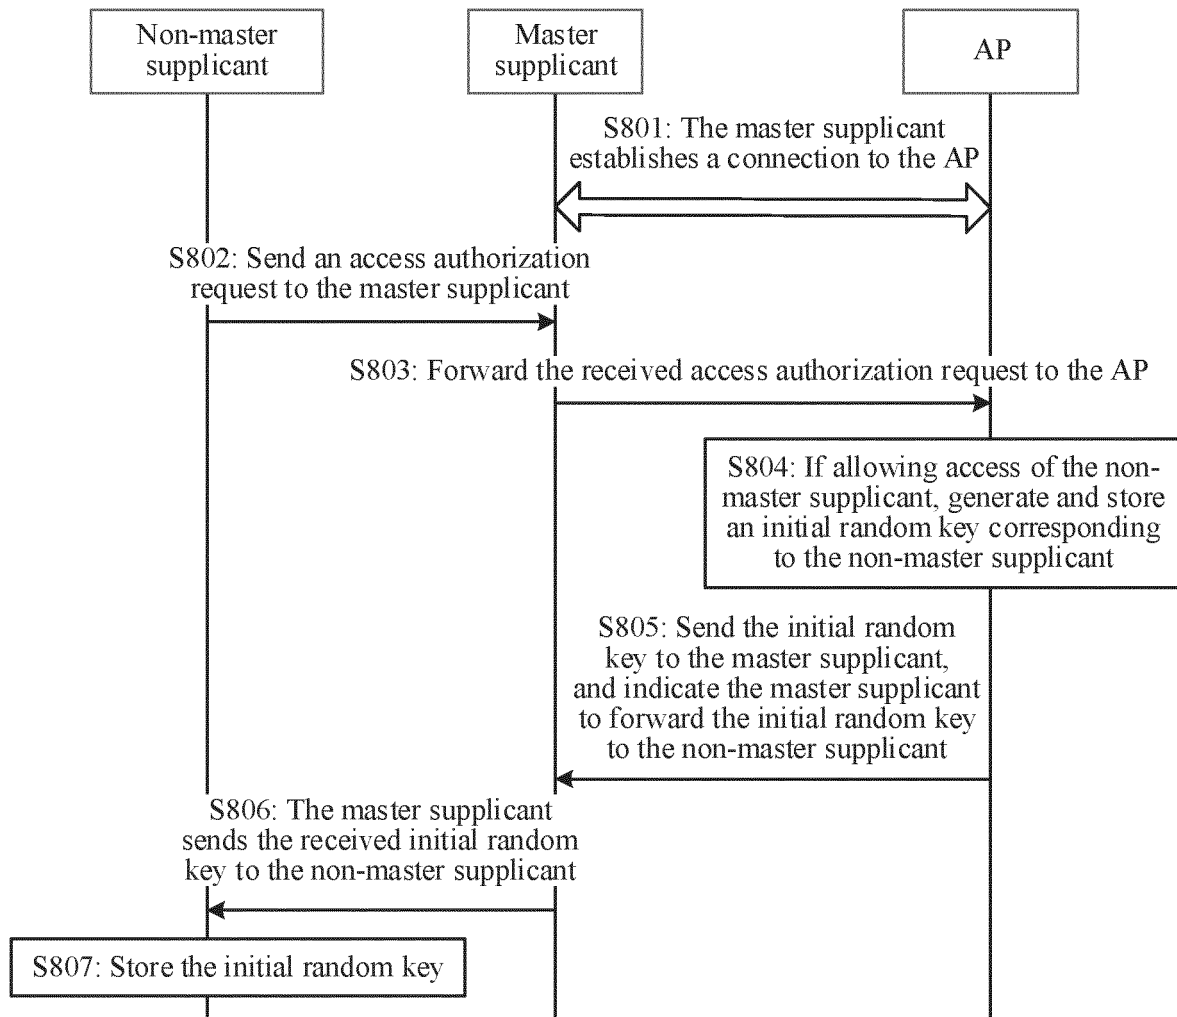 Non-master
supplicant
Master
supplicant
AP
S801: The master supplicant
establishes a connection to the AP
S802: Send an access authorization
request to the master supplicant
S803: Forward the received access authorization request to the AP
S804: If allowing access of the non-
master supplicant, generate and store
an initial random key corresponding
to the non-master supplicant
S805: Send the initial random
key to the master supplicant,
and indicate the master supplicant
to forward the initial random key
to the non-master supplicant
S806: The master supplicant
sends the received initial random
key to the non-master supplicant
S807: Store the initial random key